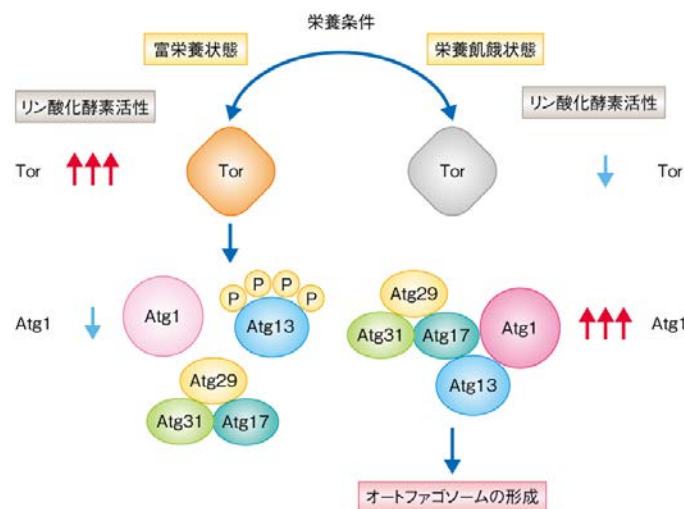 栄養条件
富栄養状態
栄養飢餓状態
リン酸化酵素活性
リン酸化酵素活性
Tor
Tor
Tor
Tor
P
P
P
P
Atg1
Atg1
Atg13
Atg29
Atg31
Atg17
Atg1
Atg1
Atg13
Atg29
Atg31
Atg17
オートファゴソームの形成